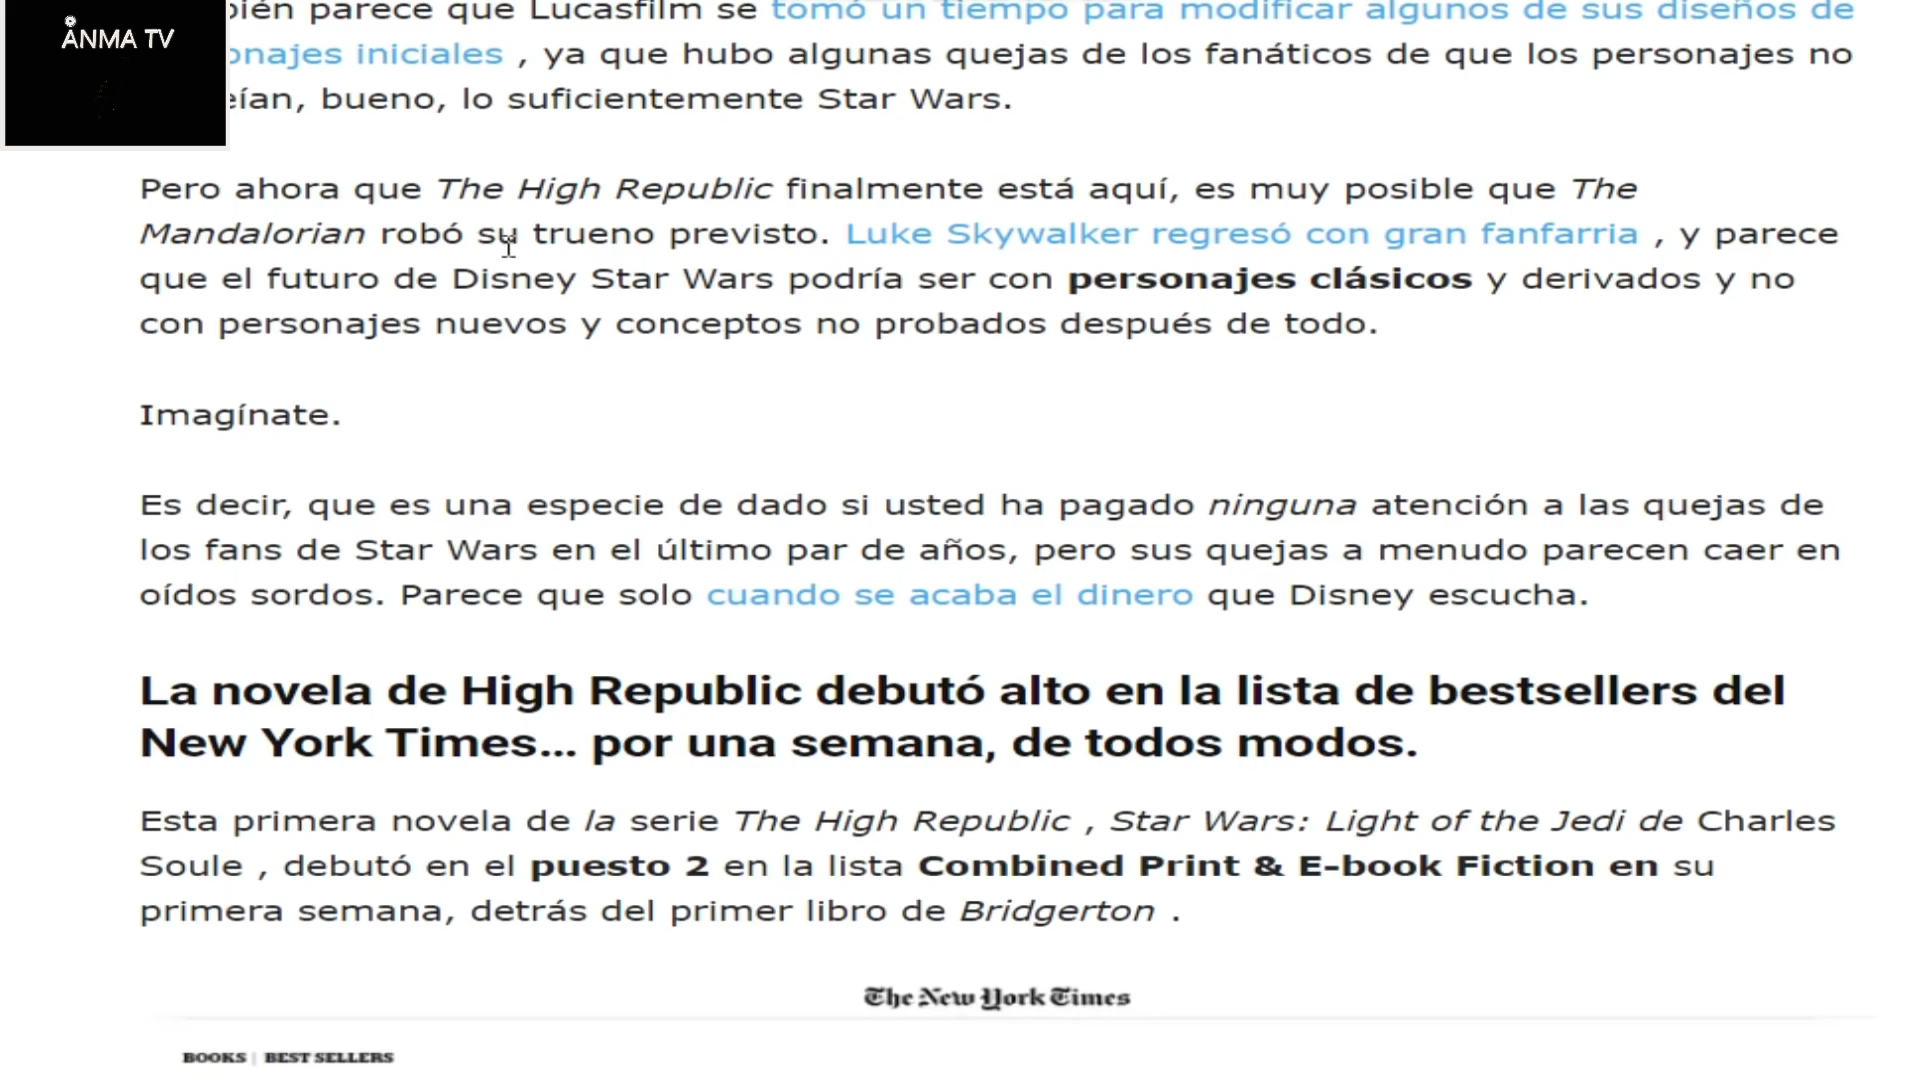 ANMA TV
bién parece que Lucasfilm se tomó un tiempo para modificar algunos de sus diseños de
onajes iniciales , ya que hubo algunas quejas de los fanáticos de que los personajes no
eían, bueno, lo suficientemente Star Wars.
Pero ahora que The High Republic finalmente está aquí, es muy posible que The
Mandalorian robó su trueno previsto. Luke Skywalker regresó con gran fanfarria , y parece
que el futuro de Disney Star Wars podría ser con personajes clásicos y derivados y no
con personajes nuevos y conceptos no probados después de todo.
Imagínate.
Es decir, que es una especie de dado si usted ha pagado ninguna atención a las quejas de
los fans de Star Wars en el último par de años, pero sus quejas a menudo parecen caer en
oídos sordos. Parece que solo cuando se acaba el dinero que Disney escucha.
La novela de High Republic debutó alto en la lista de bestsellers del
New York Times... por una semana, de todos modos.
Esta primera novela de la serie The High Republic , Star Wars: Light of the Jedi de Charles
Soule , debutó en el puesto 2 en la lista Combined Print & E-book Fiction en su
primera semana, detrás del primer libro de Bridgerton .
The New York Times
BOOKS | BEST SELLERS